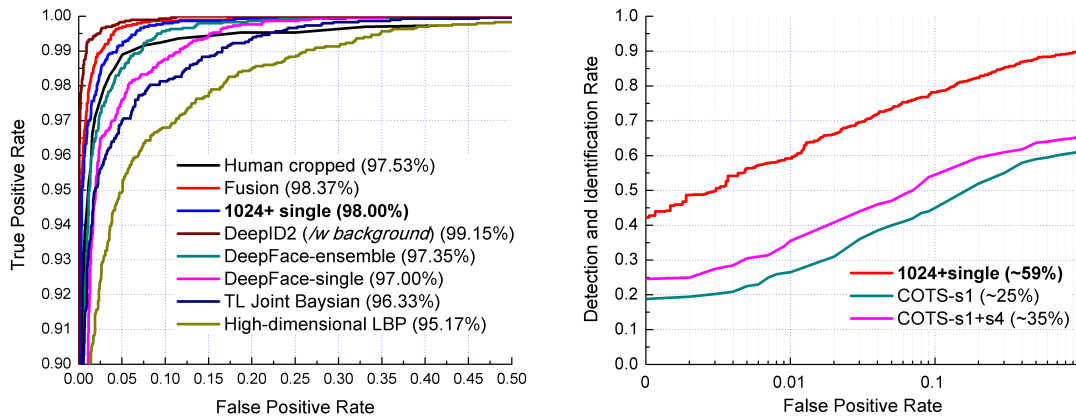 1.00
0.99
0.98
0.97
0.96
0.95
0.94
0.93
0.92
0.91
0.90
True Positive Rate
Human cropped (97.53%)
Fusion (98.37%)
1024+ single (98.00%)
DeepID2 (/w background) (99.15%)
DeepFace-ensemble (97.35%)
DeepFace-single (97.00%)
TL Joint Baysian (96.33%)
High-dimensional LBP (95.17%)
0.00 0.05 0.10 0.15 0.20 0.25 0.30 0.35 0.40 0.45 0.50
False Positive Rate
1.0
0.9
0.8
0.7
0.6
0.5
0.4
0.3
0.2
0.1
0.0
Detection and Identification Rate
1024+single (~59%)
COTS-s1 (~25%)
COTS-s1+s4 (~35%)
0 0.01 0.1
False Positive Rate